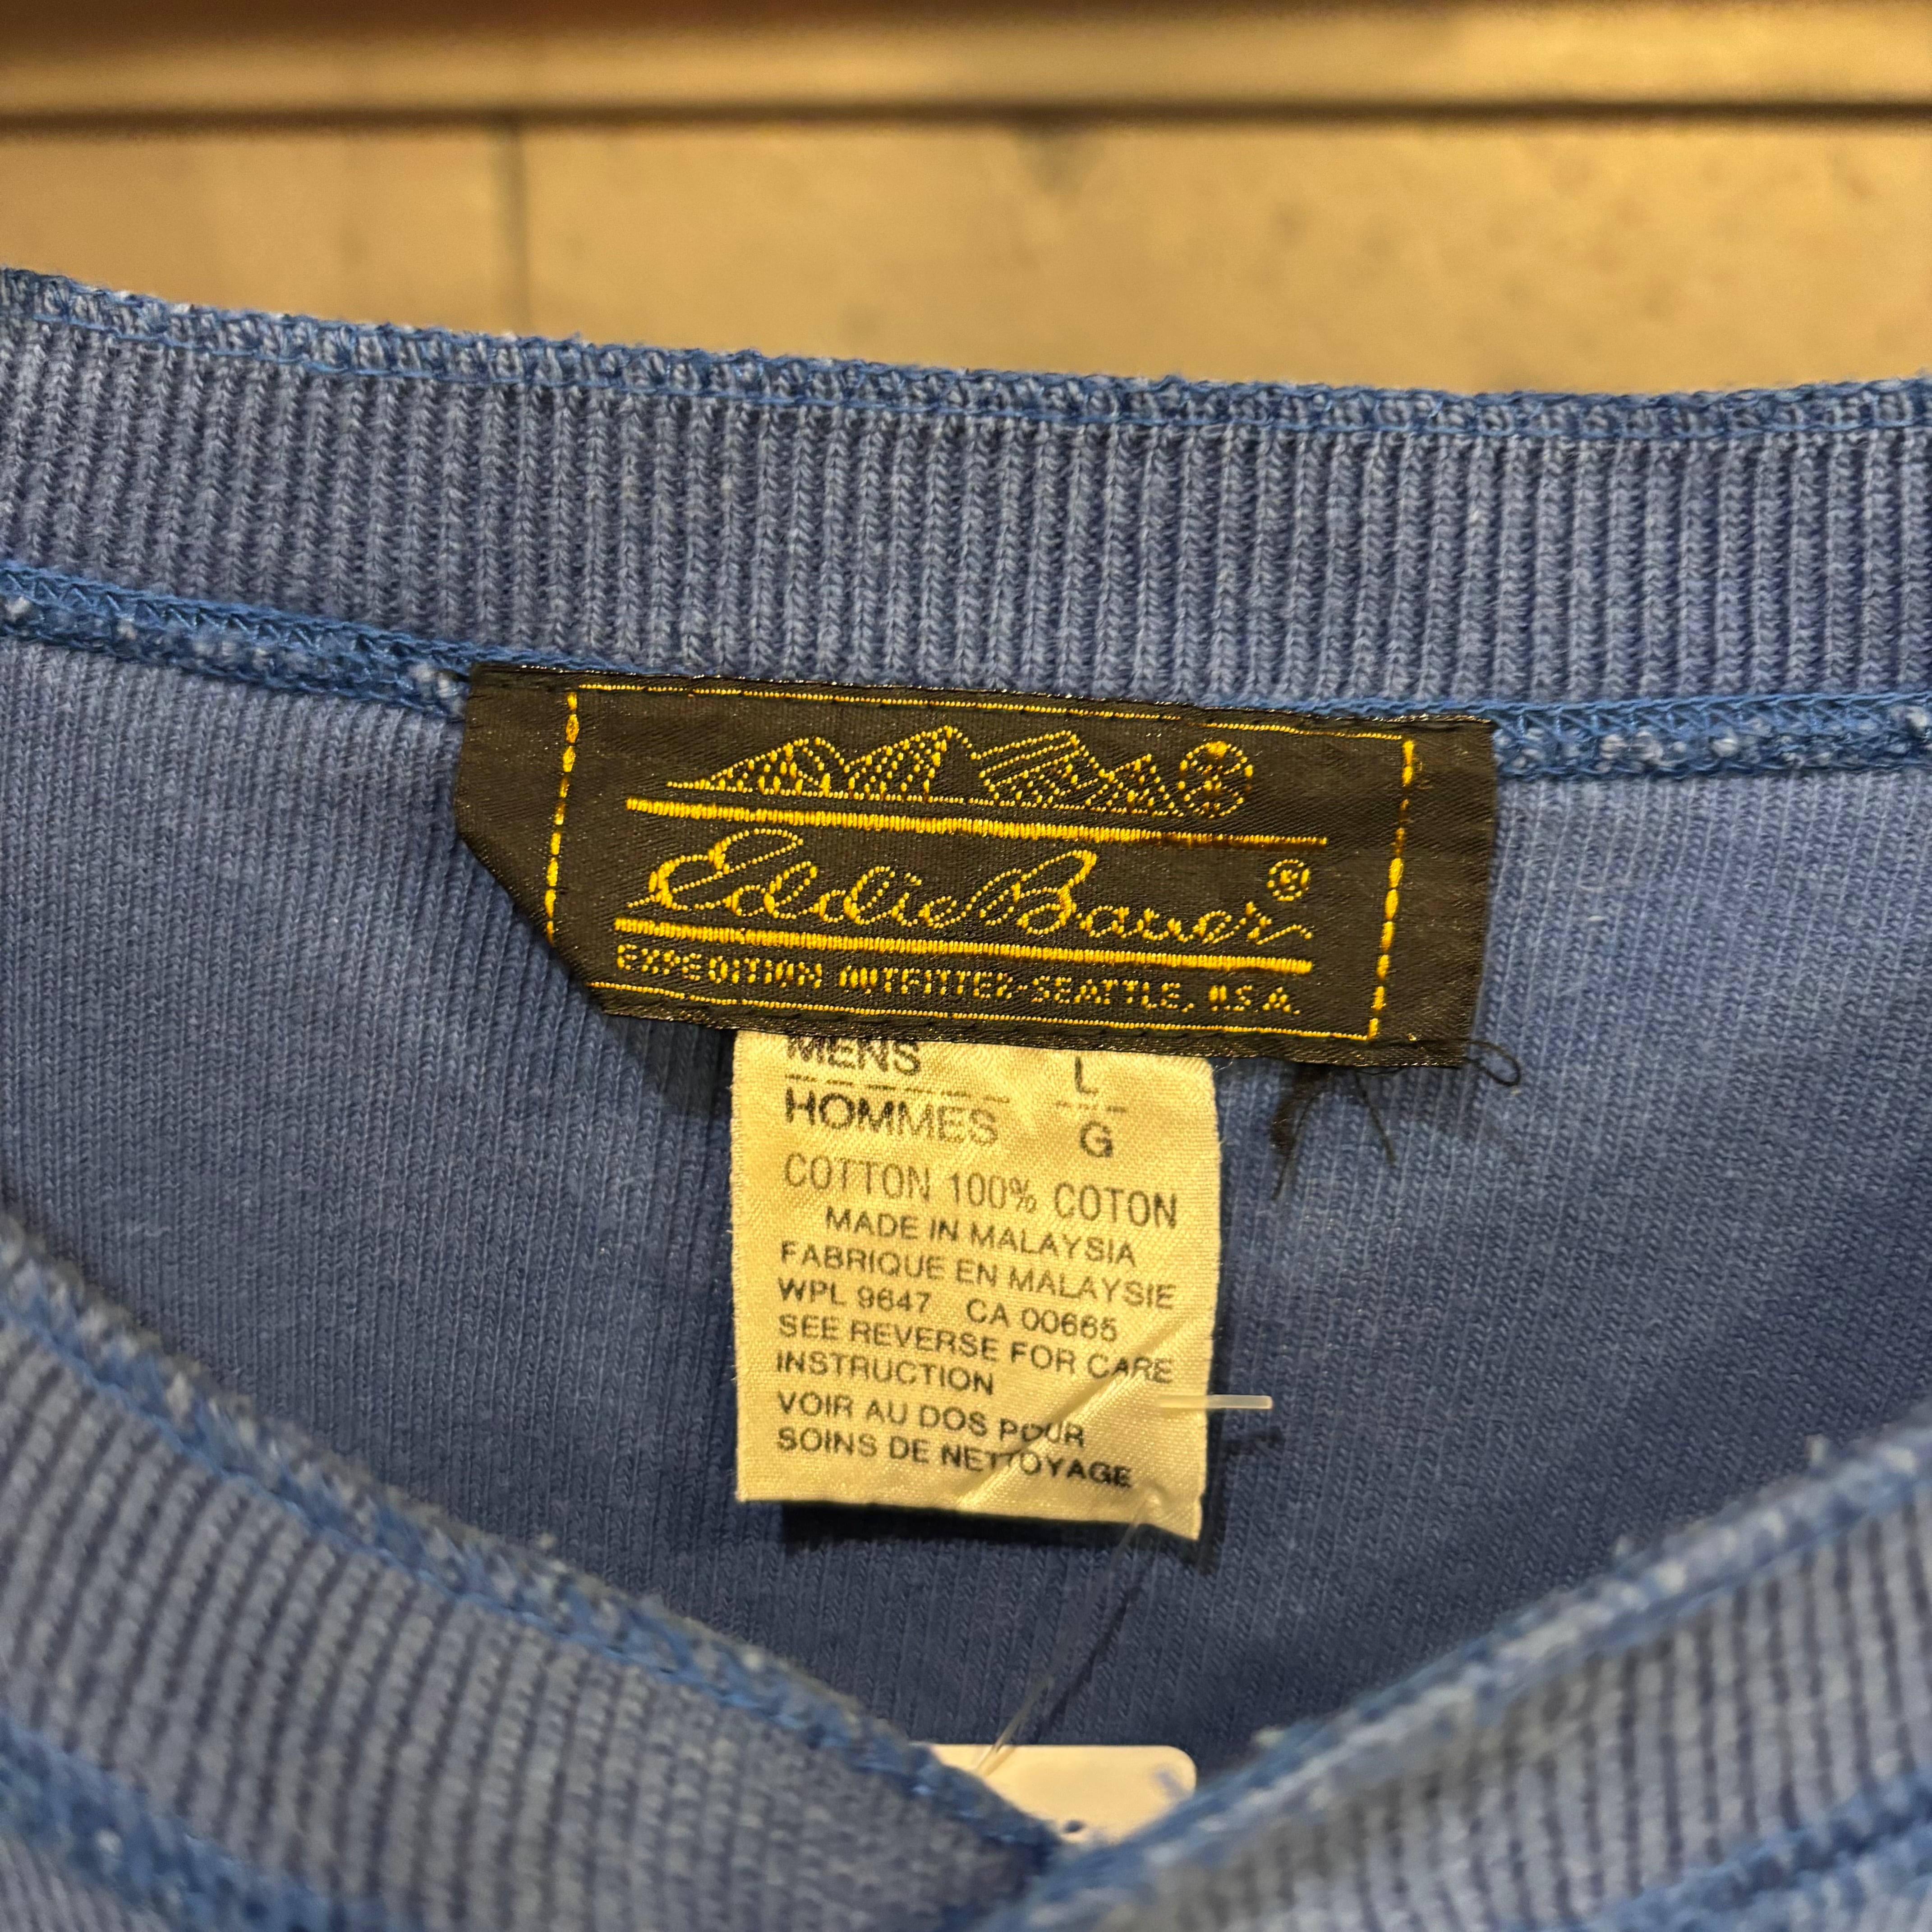 Eddie Bauer ®
EXPEDITION OUTFITTER-SEATTLE, U.S.A.
MENS L
HOMMES G
COTTON 100% COTON
MADE IN MALAYSIA
FABRIQUE EN MALAYSIE
WPL 9647 CA 00665
SEE REVERSE FOR CARE
INSTRUCTION
VOIR AU DOS POUR
SOINS DE NETTOYAGE